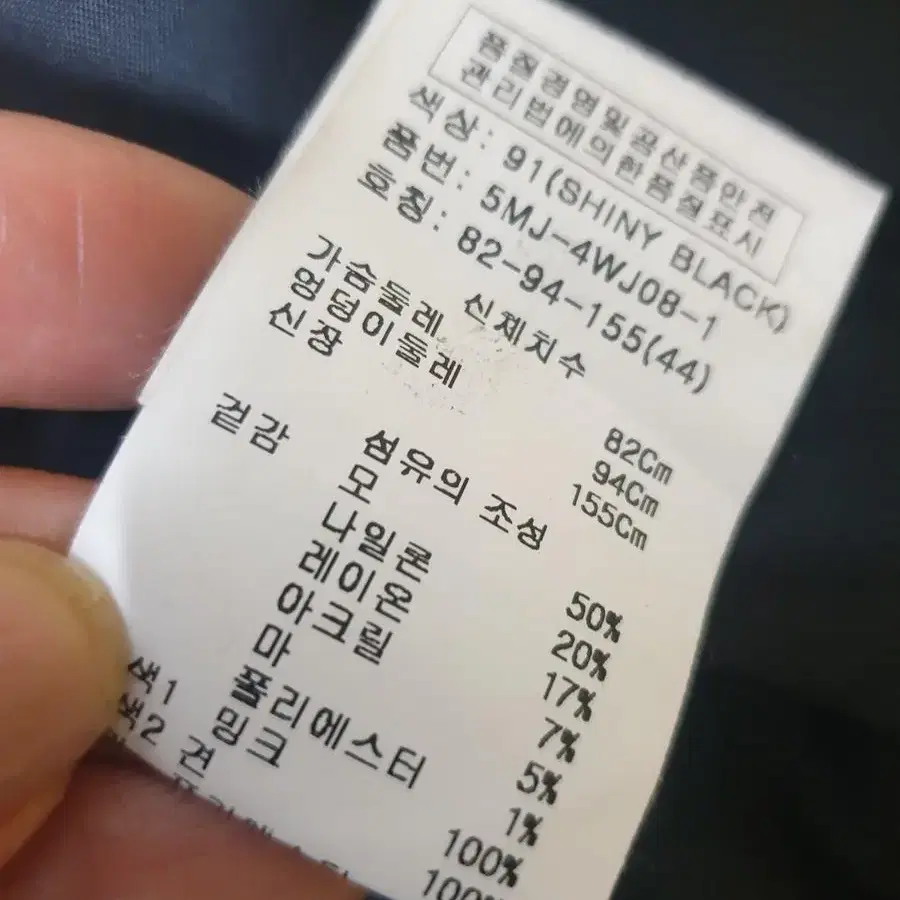 품질경영및공산품안전
관리법에의한품질표시
색상: 91(SHINY BLACK)
품번: 5MJ-4WJ08-1
호칭: 82-94-155(44)
신체치수
가슴둘레 82Cm
엉덩이둘레 94Cm
신장 155Cm
섬유의 조성
겉감 모 50%
나일론 20%
레이온 17%
아크릴 7%
마 5%
폴리에스터 1%
색1 밍크 100%
색2 견 100%